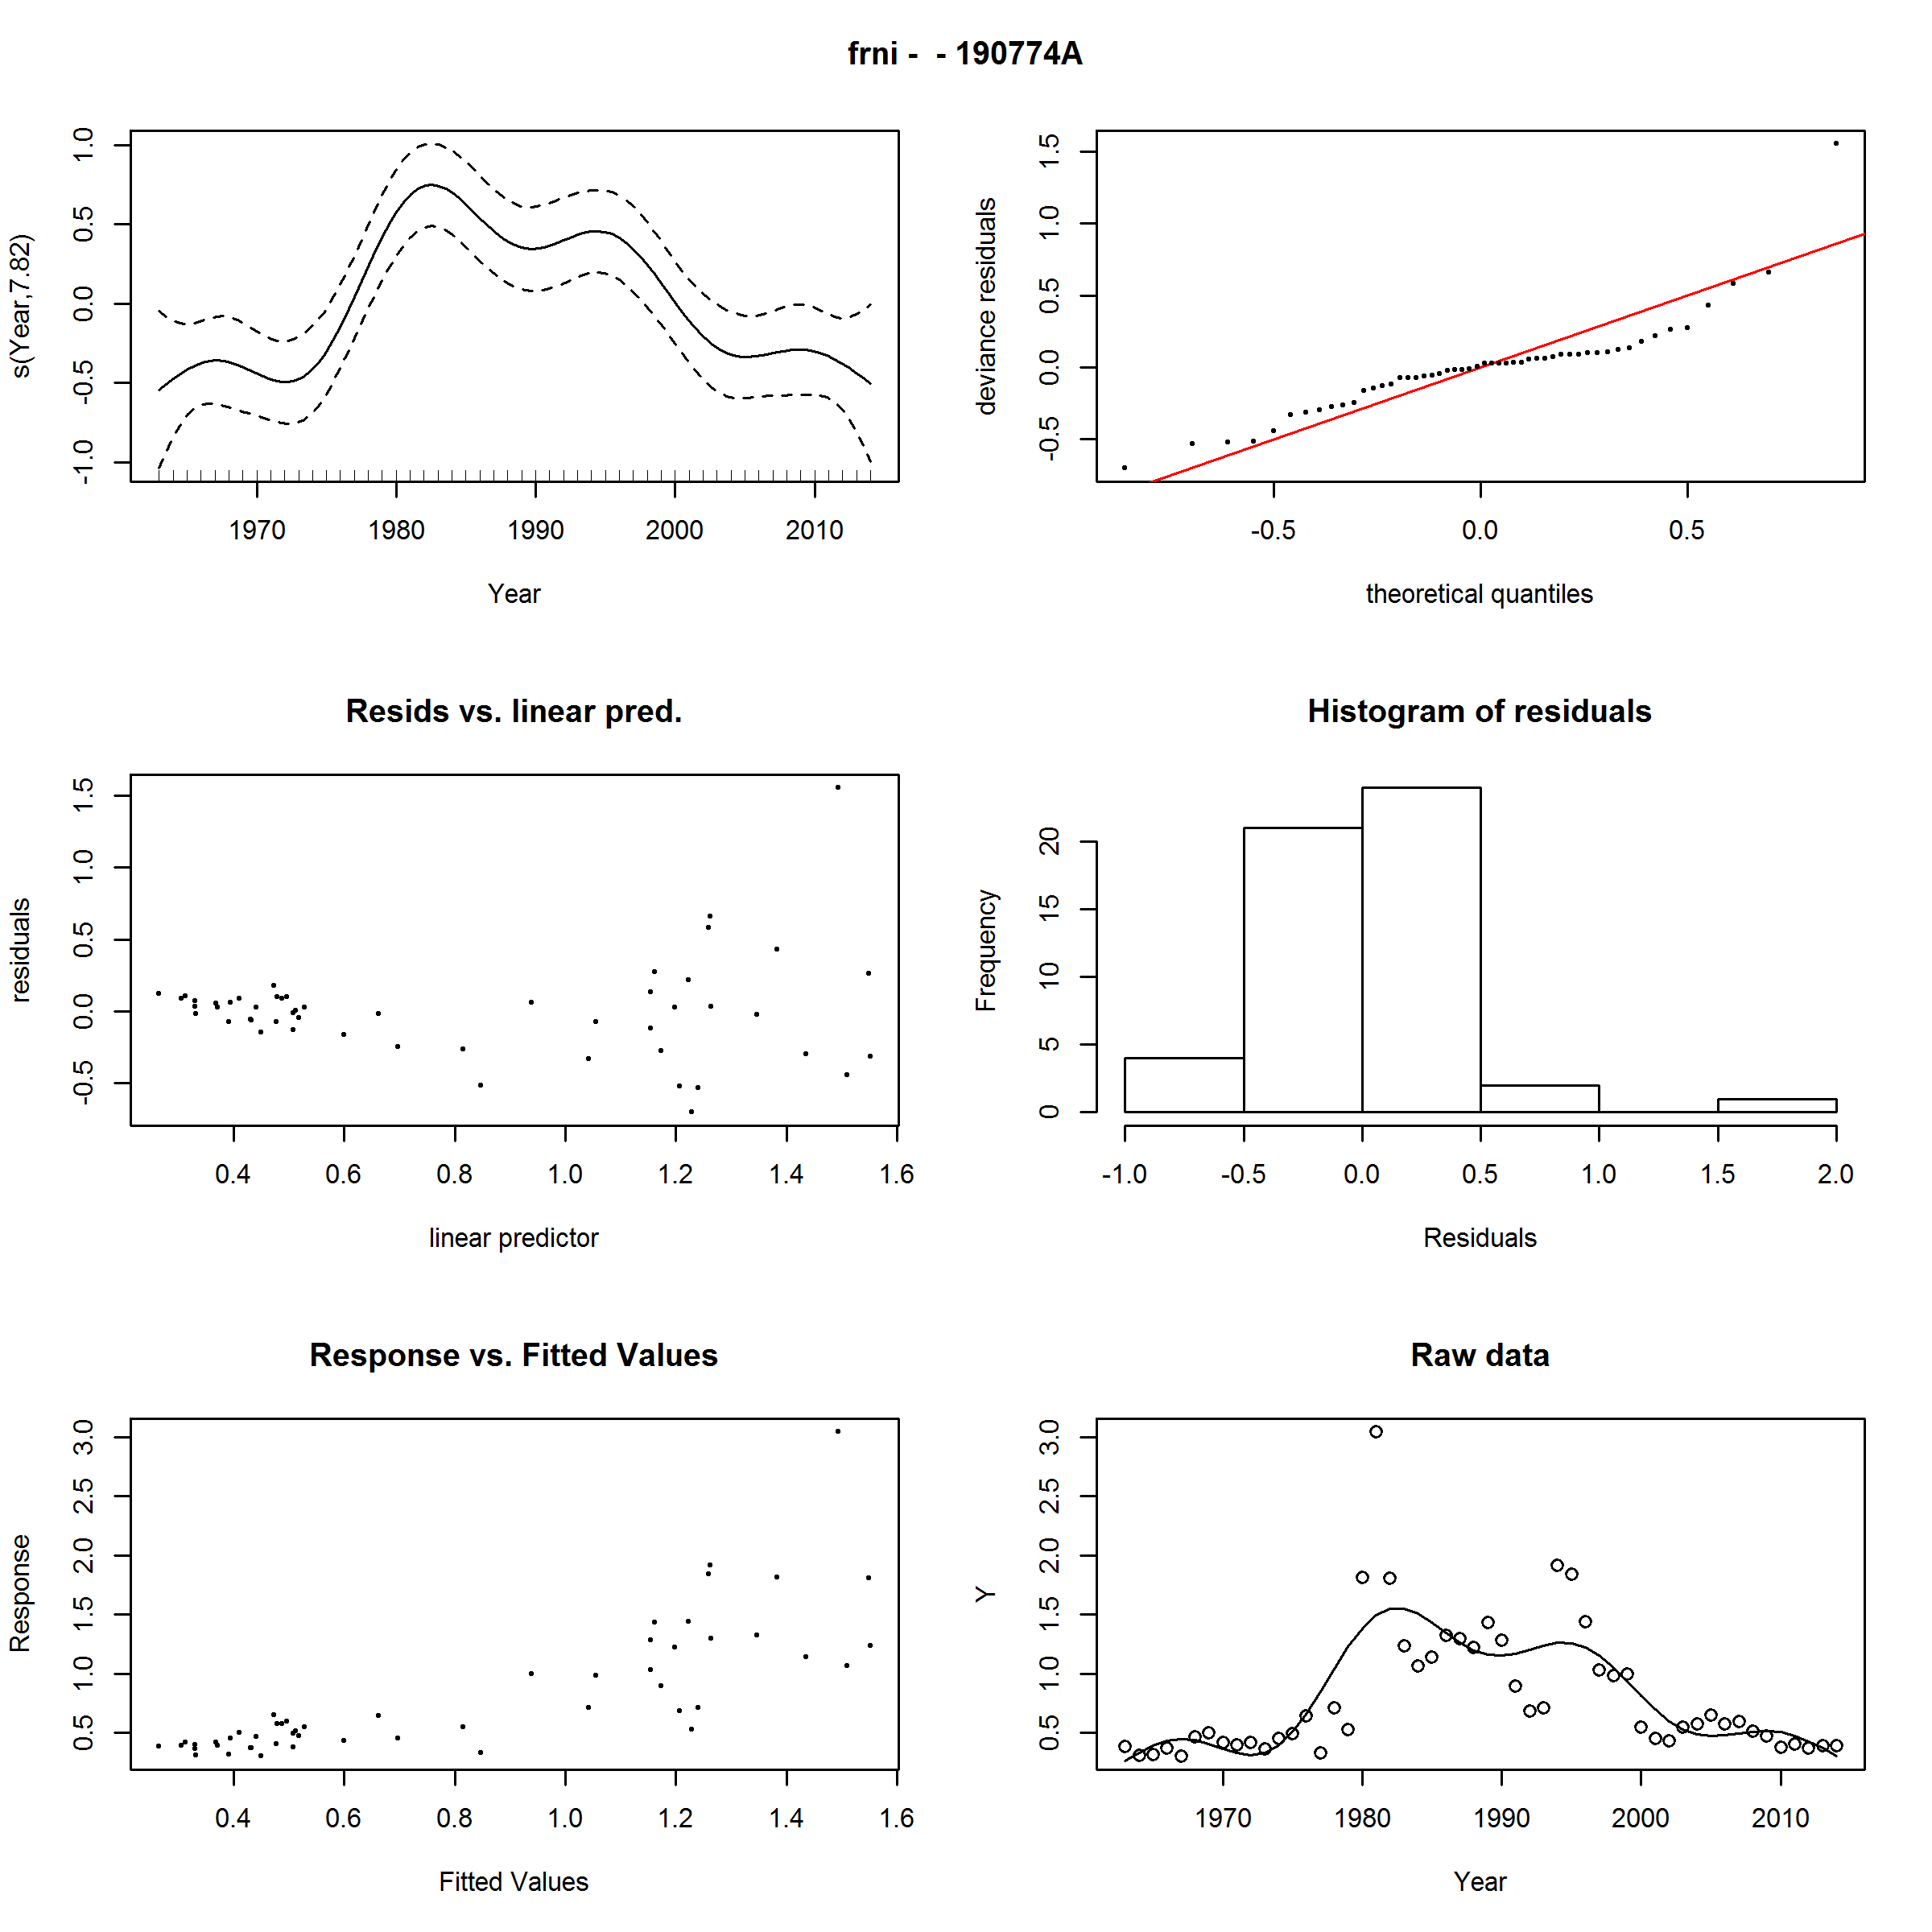 frni -  - 190774A
s(Year,7.82)
1.0
0.5
0.0
-0.5
-1.0
1970 1980 1990 2000 2010
Year
deviance residuals
1.5
1.0
0.5
0.0
-0.5
-0.5 0.0 0.5
theoretical quantiles
Resids vs. linear pred.
residuals
1.5
1.0
0.5
0.0
-0.5
0.4 0.6 0.8 1.0 1.2 1.4 1.6
linear predictor
Histogram of residuals
Frequency
20
15
10
5
0
-1.0 -0.5 0.0 0.5 1.0 1.5 2.0
Residuals
Response vs. Fitted Values
Response
3.0
2.5
2.0
1.5
1.0
0.5
0.4 0.6 0.8 1.0 1.2 1.4 1.6
Fitted Values
Raw data
Y
3.0
2.5
2.0
1.5
1.0
0.5
1970 1980 1990 2000 2010
Year